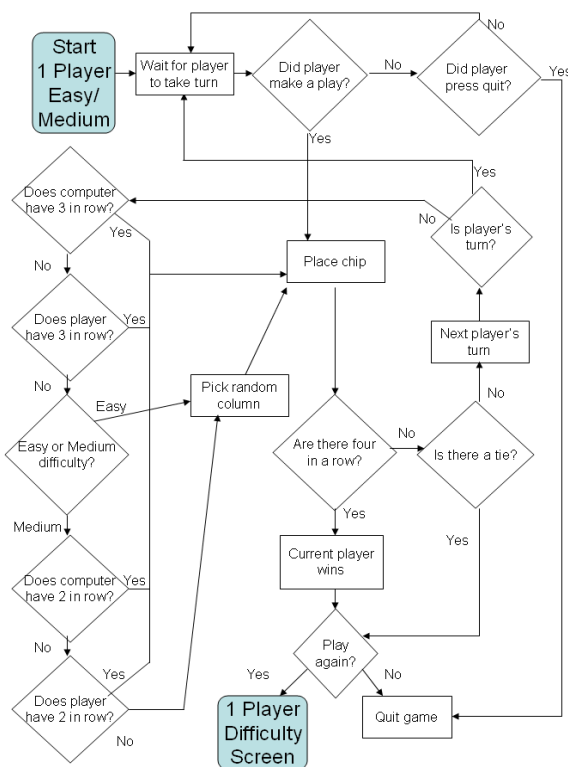 Start
1 Player
Easy/
Medium
Wait for player
to take turn
Did player
make a play?
No
Did player
press quit?
No
Yes
Yes
Yes
Is player's
turn?
No
Does computer
have 3 in row?
Yes
No
Place chip
Does player
have 3 in row?
Yes
No
Next player's
turn
Pick random
column
Easy
Easy or Medium
difficulty?
Medium
Are there four
in a row?
No
Is there a tie?
No
Yes
Yes
Current player
wins
Does computer
have 2 in row?
Yes
No
Does player
have 2 in row?
Yes
No
Play
again?
Yes
No
1 Player
Difficulty
Screen
Quit game